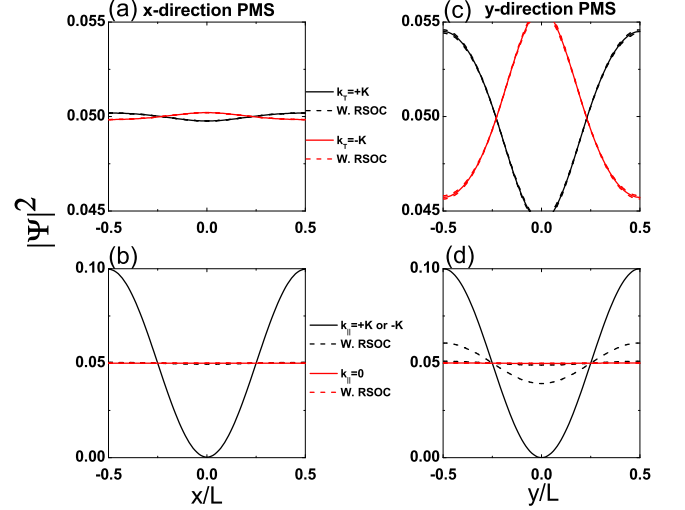 (a) x-direction PMS
(c) y-direction PMS
0.055
0.050
0.045
-0.5 0.0 0.5
k_T=+K
W. RSOC
k_T=-K
W. RSOC
0.055
0.050
0.045
-0.5 0.0 0.5
|Ψ|²
(b)
0.10
0.05
0.00
-0.5 0.0 0.5
x/L
k_||=+K or -K
W. RSOC
k_||=0
W. RSOC
(d)
0.10
0.05
0.00
-0.5 0.0 0.5
y/L